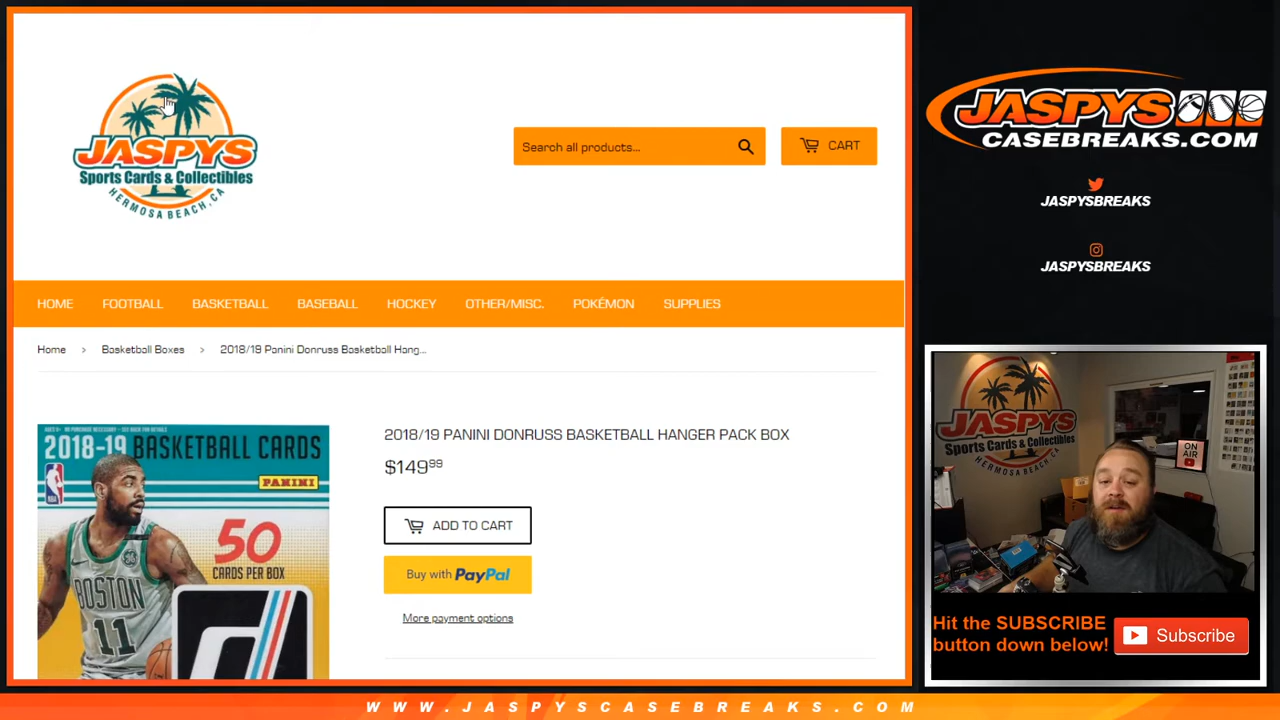 JASPYS
Sports Cards & Collectibles
HERMOSA BEACH, CA
Search all products...
CART
HOME
FOOTBALL
BASKETBALL
BASEBALL
HOCKEY
OTHER/MISC.
POKÉMON
SUPPLIES
Home › Basketball Boxes › 2018/19 Panini Donruss Basketball Hang...
2018-19 BASKETBALL CARDS
PANINI
50
CARDS PER BOX
BOSTON
11
2018/19 PANINI DONRUSS BASKETBALL HANGER PACK BOX
$149.99
ADD TO CART
Buy with PayPal
More payment options
JASPYS
CASEBREAKS.COM
JASPYSBREAKS
JASPYSBREAKS
JASPYS
Sports Cards & Collectibles
HERMOSA BEACH, CA
ON
AIR
Hit the SUBSCRIBE
button down below!
Subscribe
WWW.JASPYSCASEBREAKS.COM